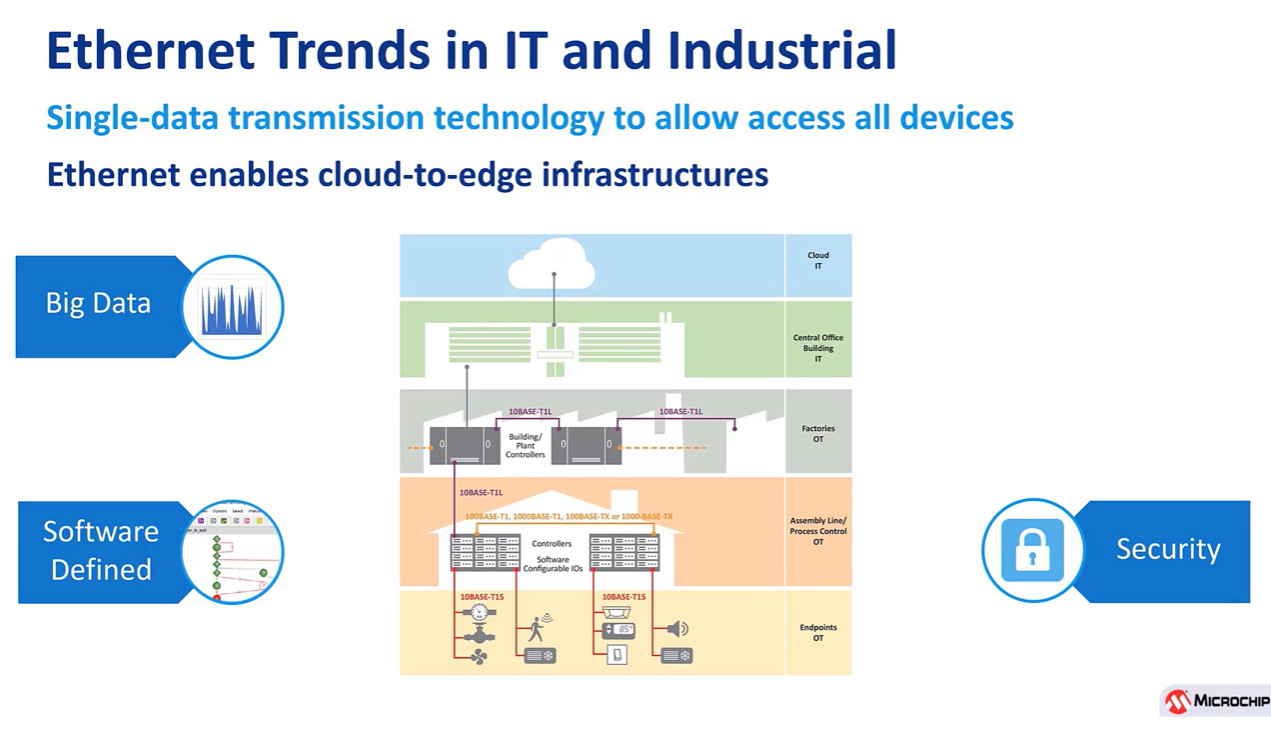 Ethernet Trends in IT and Industrial
Single-data transmission technology to allow access all devices
Ethernet enables cloud-to-edge infrastructures
Big Data
Software
Defined
Security
Cloud
IT
Central Office
Building
IT
10BASE-T1L
10BASE-T1L
Building/
Plant
Controllers
Factories
OT
10BASE-T1L
100BASE-T1, 1000BASE-T1, 100BASE-TX or 1000-BASE-TX
Controllers
Software
Configurable IOs
Assembly Line/
Process Control
OT
10BASE-T1S
10BASE-T1S
85°
Endpoints
OT
MICROCHIP